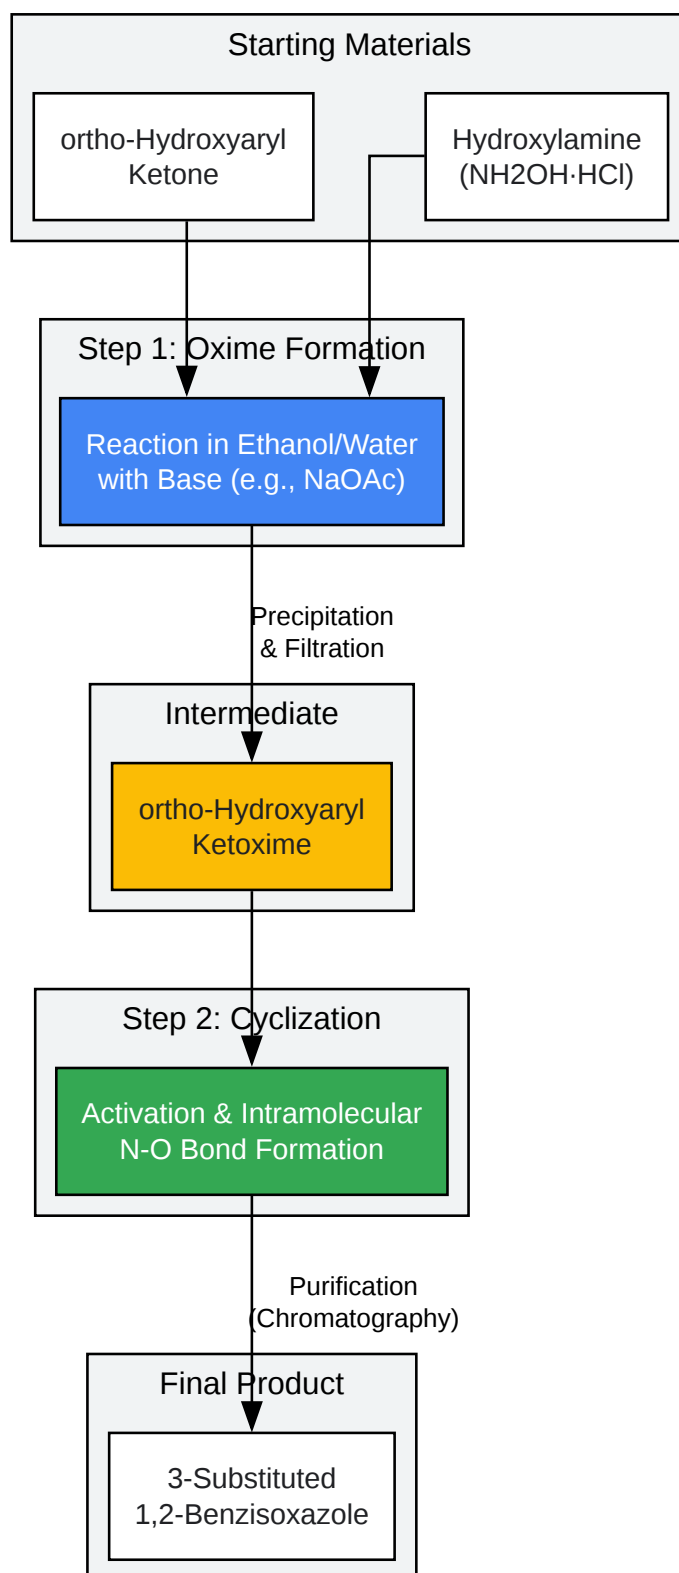 Starting Materials
ortho-Hydroxyaryl
Ketone
Hydroxylamine
(NH2OH·HCl)
Step 1: Oxime Formation
Reaction in Ethanol/Water
with Base (e.g., NaOAc)
Precipitation
& Filtration
Intermediate
ortho-Hydroxyaryl
Ketoxime
Step 2: Cyclization
Activation & Intramolecular
N-O Bond Formation
Purification
(Chromatography)
Final Product
3-Substituted
1,2-Benzisoxazole